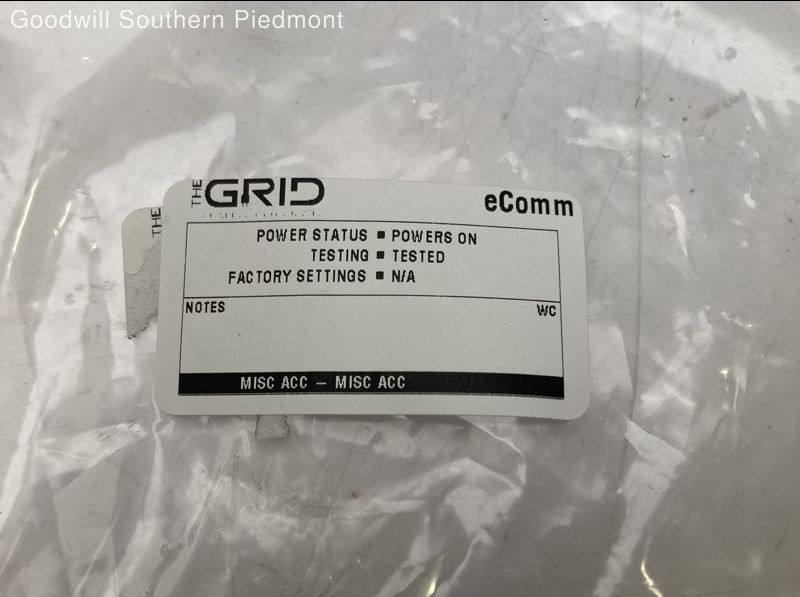 Goodwill Southern Piedmont
THE GRID
eComm
THE
POWER STATUS ■ POWERS ON
TESTING ■ TESTED
FACTORY SETTINGS ■ N/A
NOTES
WC
MISC ACC – MISC ACC